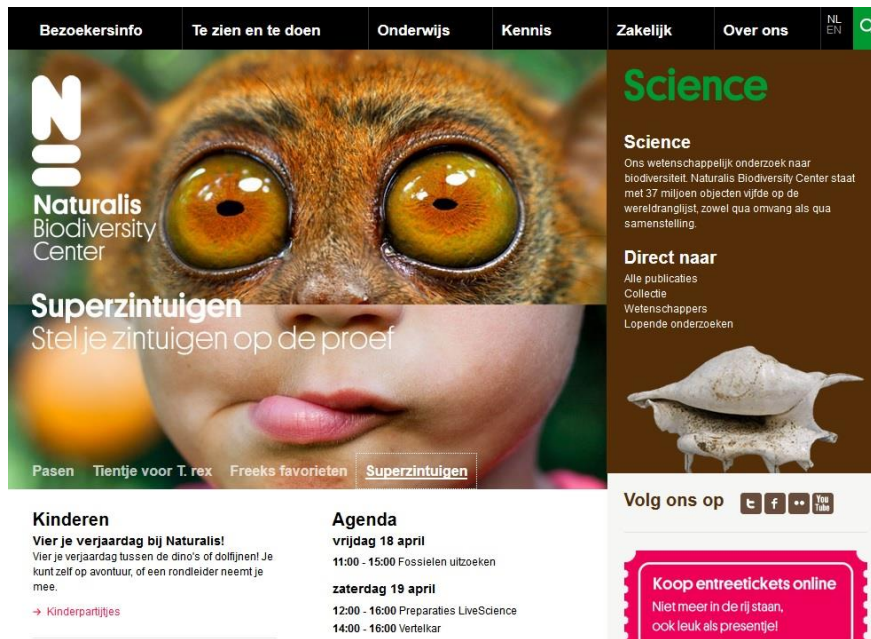 Bezoekersinfo
Te zien en te doen
Onderwijs
Kennis
Zakelijk
Over ons
NL
EN
Naturalis
Biodiversity
Center
Superzintuigen
Stel je zintuigen op de proef
Pasen
Tientje voor T. rex
Freeks favorieten
Superzintuigen
Science
Science
Ons wetenschappelijk onderzoek naar
biodiversiteit. Naturalis Biodiversity Center staat
met 37 miljoen objecten vijfde op de
wereldranglijst, zowel qua omvang als qua
samenstelling.
Direct naar
Alle publicaties
Collectie
Wetenschappers
Lopende onderzoeken
Volg ons op
You
Tube
Kinderen
Vier je verjaardag bij Naturalis!
Vier je verjaardag tussen de dino's of dolfijnen! Je
kunt zelf op avontuur, of een rondleider neemt je
mee.
→ Kinderpartijtjes
Agenda
vrijdag 18 april
11:00 - 15:00 Fossielen uitzoeken
zaterdag 19 april
12:00 - 16:00 Preparaties LiveScience
14:00 - 16:00 Vertelkar
Koop entreetickets online
Niet meer in de rij staan,
ook leuk als presentje!